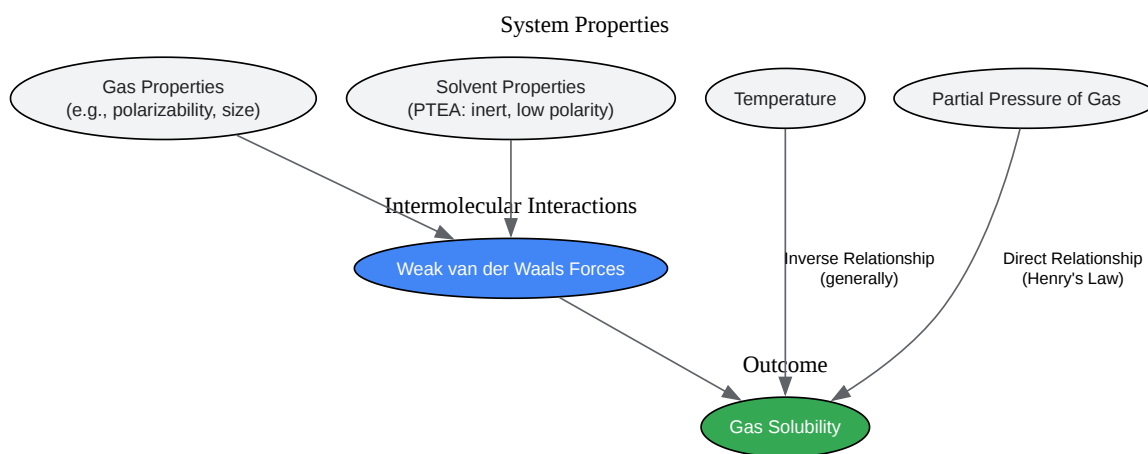 System Properties
Gas Properties
(e.g., polarizability, size)
Solvent Properties
(PTEA: inert, low polarity)
Temperature
Partial Pressure of Gas
Intermolecular Interactions
Weak van der Waals Forces
Inverse Relationship
(generally)
Direct Relationship
(Henry's Law)
Outcome
Gas Solubility